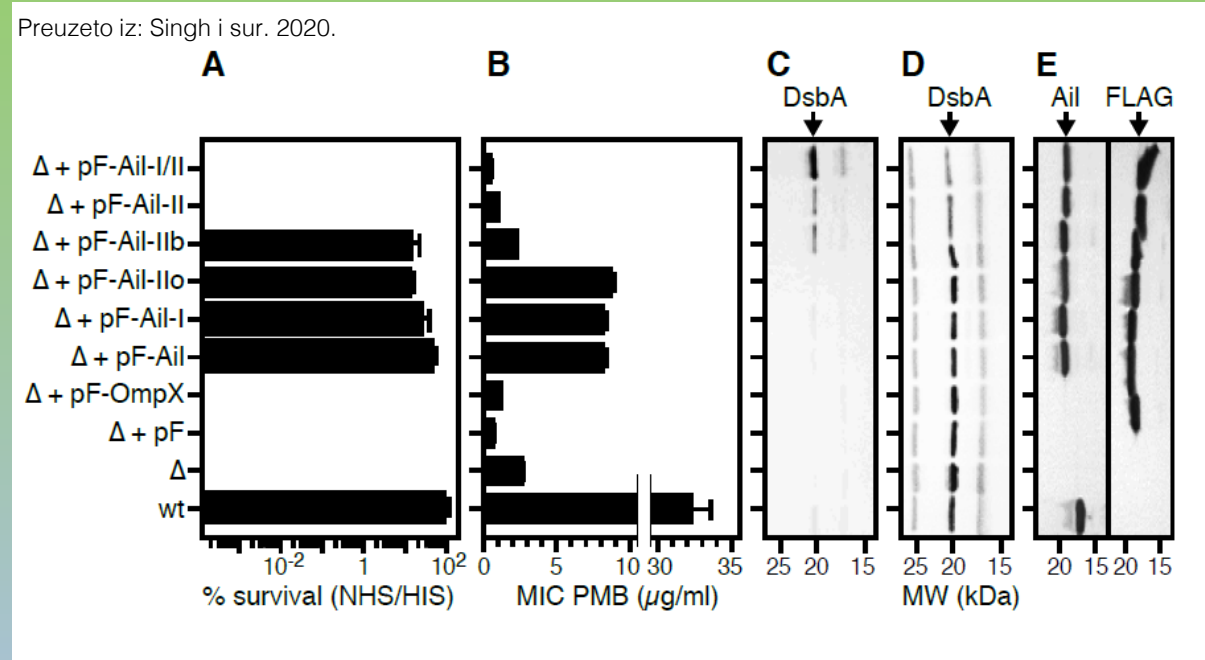 Preuzeto iz: Singh i sur. 2020.
A B C D E
DsbA DsbA Ail FLAG
Δ + pF-Ail-I/II
Δ + pF-Ail-II
Δ + pF-Ail-IIb
Δ + pF-Ail-IIo
Δ + pF-Ail-I
Δ + pF-Ail
Δ + pF-OmpX
Δ + pF
Δ
wt
10-2 1 10² 0 5 10 30 35 25 20 15 25 20 15 20 15 20 15
% survival (NHS/HIS) MIC PMB (μg/ml) MW (kDa)